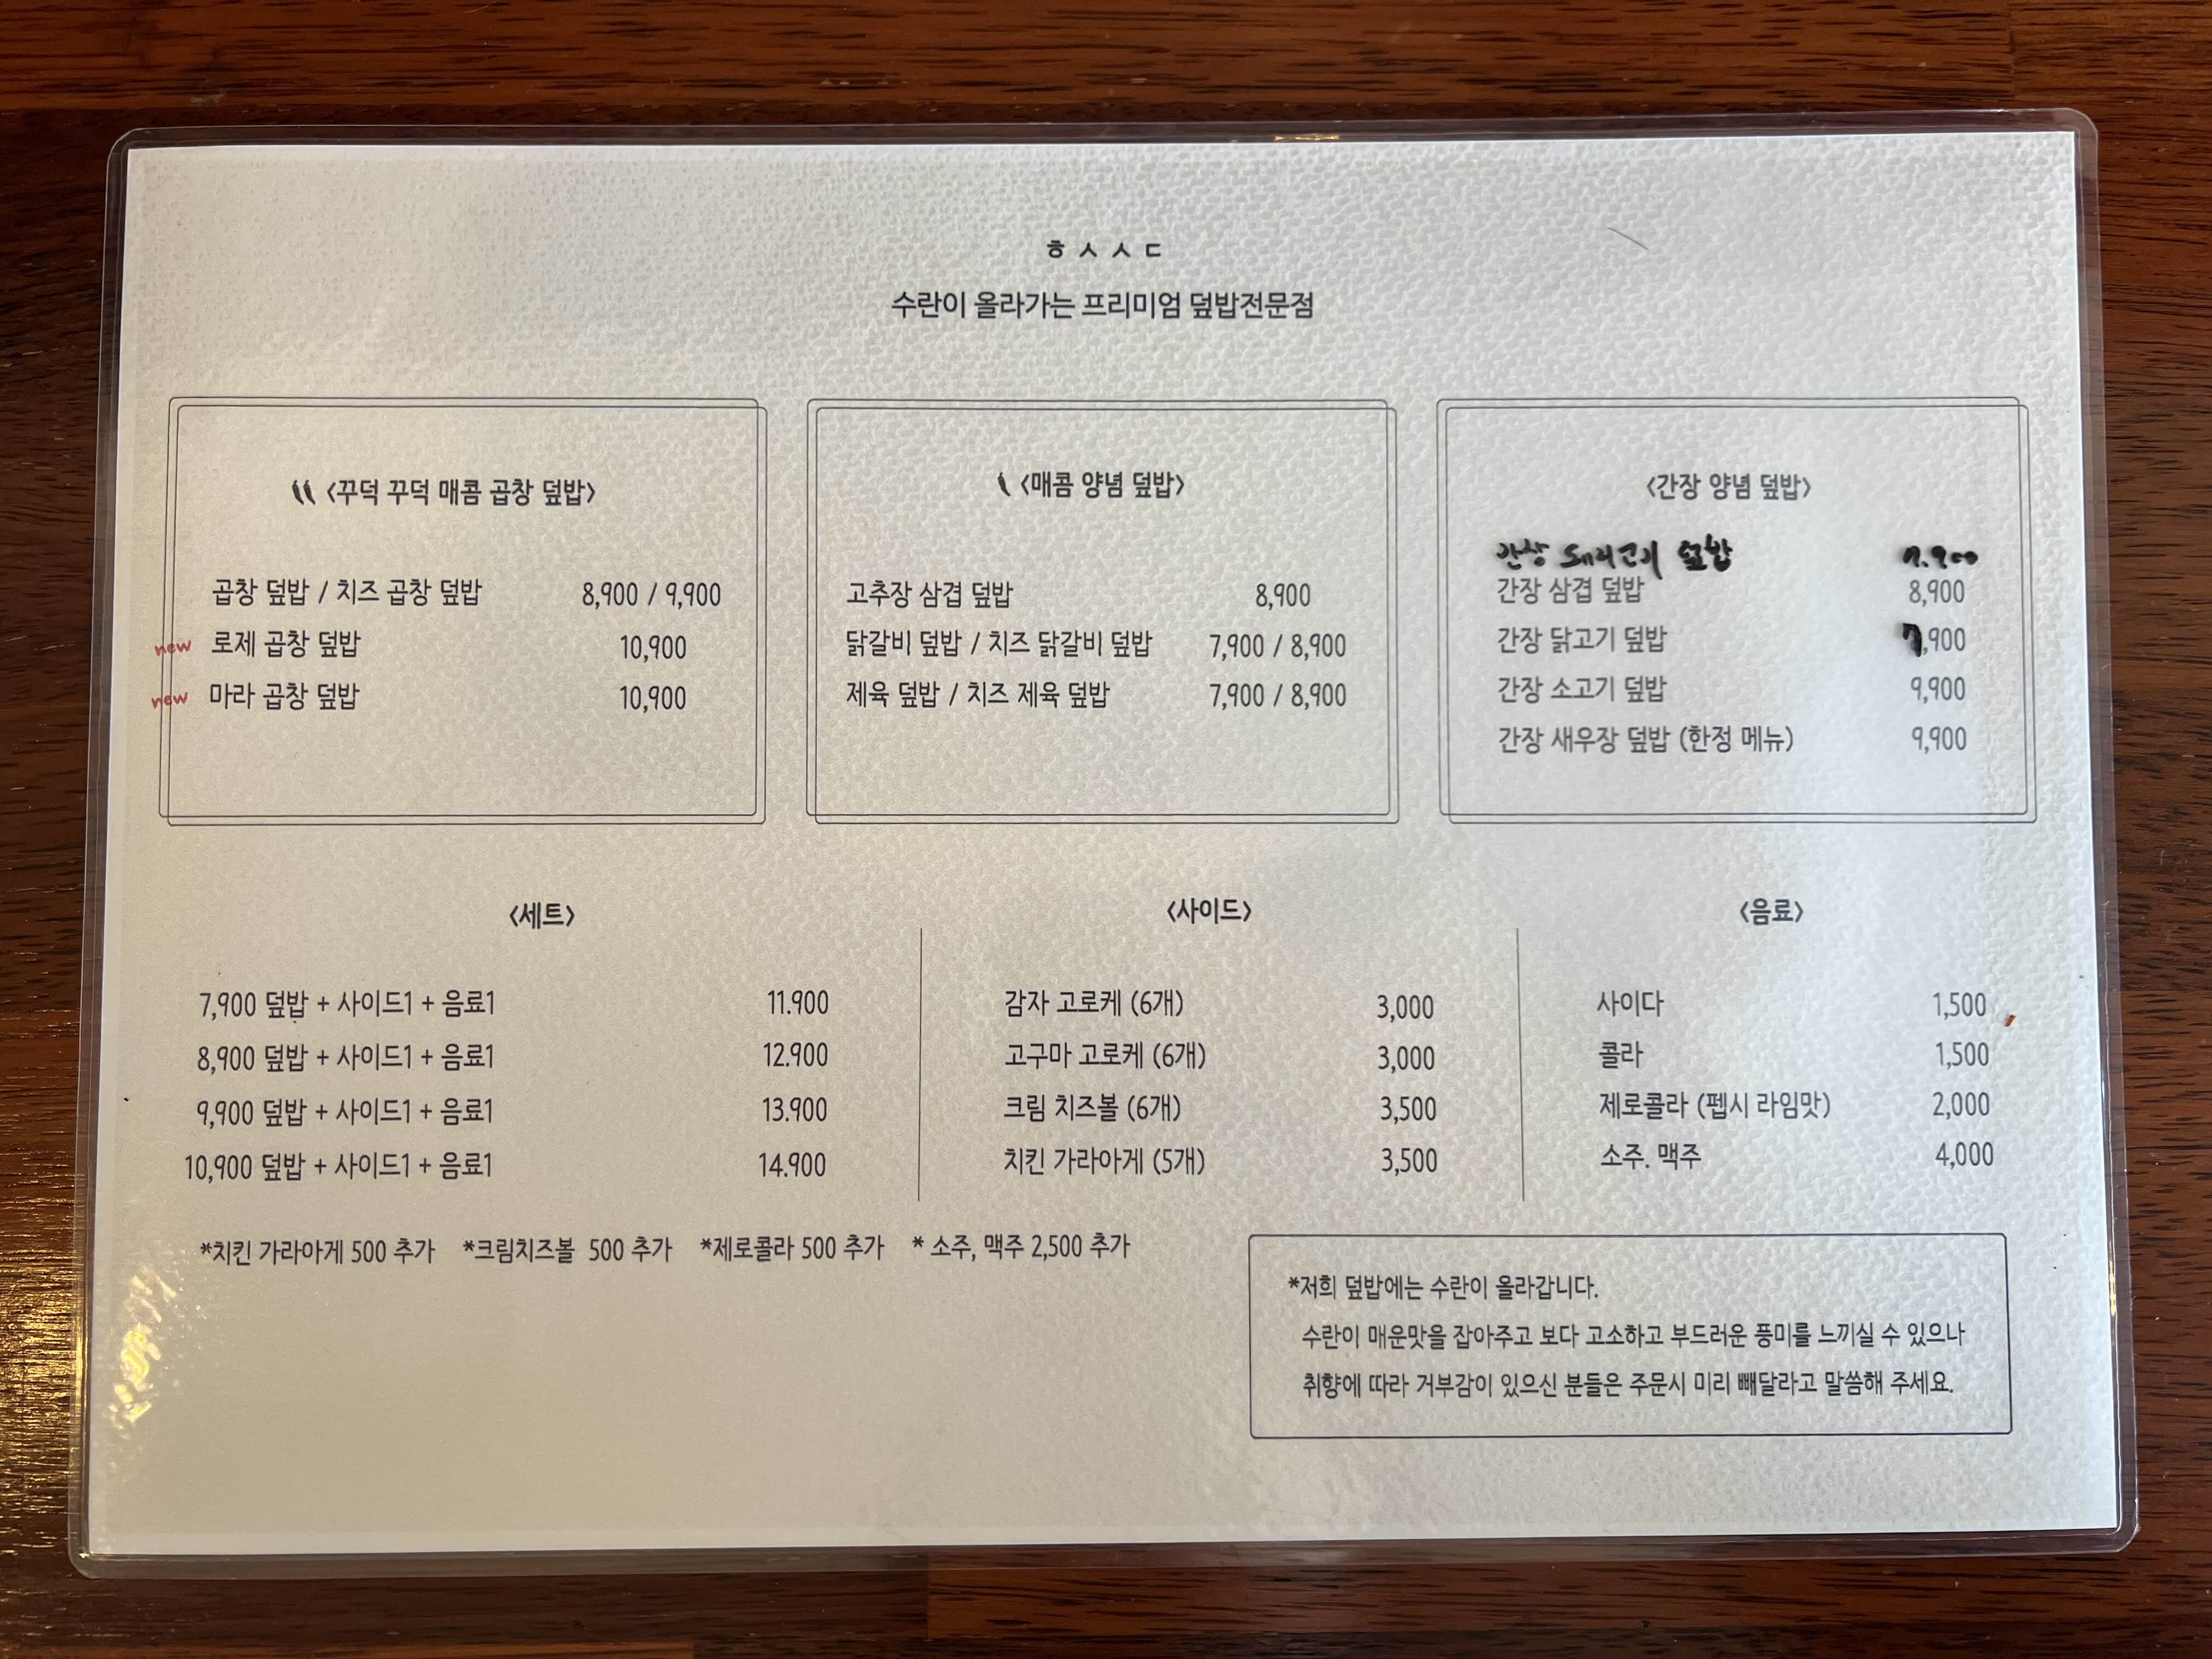 ㅎ ㅅ ㅅ ㄷ
수란이 올라가는 프리미엄 덮밥전문점
<꾸덕 꾸덕 매콤 곱창 덮밥>
곱창 덮밥 / 치즈 곱창 덮밥 8,900 / 9,900
new 로제 곱창 덮밥 10,900
new 마라 곱창 덮밥 10,900
<매콤 양념 덮밥>
고추장 삼겹 덮밥 8,900
닭갈비 덮밥 / 치즈 닭갈비 덮밥 7,900 / 8,900
제육 덮밥 / 치즈 제육 덮밥 7,900 / 8,900
<간장 양념 덮밥>
간장 돼지고기 덮밥 7.900
간장 삼겹 덮밥 8,900
간장 닭고기 덮밥 7,900
간장 소고기 덮밥 9,900
간장 새우장 덮밥 (한정 메뉴) 9,900
<세트>
7,900 덮밥 + 사이드1 + 음료1 11.900
8,900 덮밥 + 사이드1 + 음료1 12.900
9,900 덮밥 + 사이드1 + 음료1 13.900
10,900 덮밥 + 사이드1 + 음료1 14.900
<사이드>
감자 고로케 (6개) 3,000
고구마 고로케 (6개) 3,000
크림 치즈볼 (6개) 3,500
치킨 가라아게 (5개) 3,500
<음료>
사이다 1,500
콜라 1,500
제로콜라 (펩시 라임맛) 2,000
소주. 맥주 4,000
*치킨 가라아게 500 추가 *크림치즈볼 500 추가 *제로콜라 500 추가 * 소주, 맥주 2,500 추가
*저희 덮밥에는 수란이 올라갑니다.
수란이 매운맛을 잡아주고 보다 고소하고 부드러운 풍미를 느끼실 수 있으나
취향에 따라 거부감이 있으신 분들은 주문시 미리 빼달라고 말씀해 주세요.